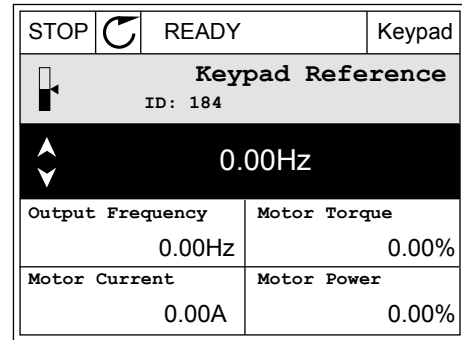 STOP READY Keypad
Keypad Reference
ID: 184
0.00Hz
Output Frequency Motor Torque
0.00Hz 0.00%
Motor Current Motor Power
0.00A 0.00%